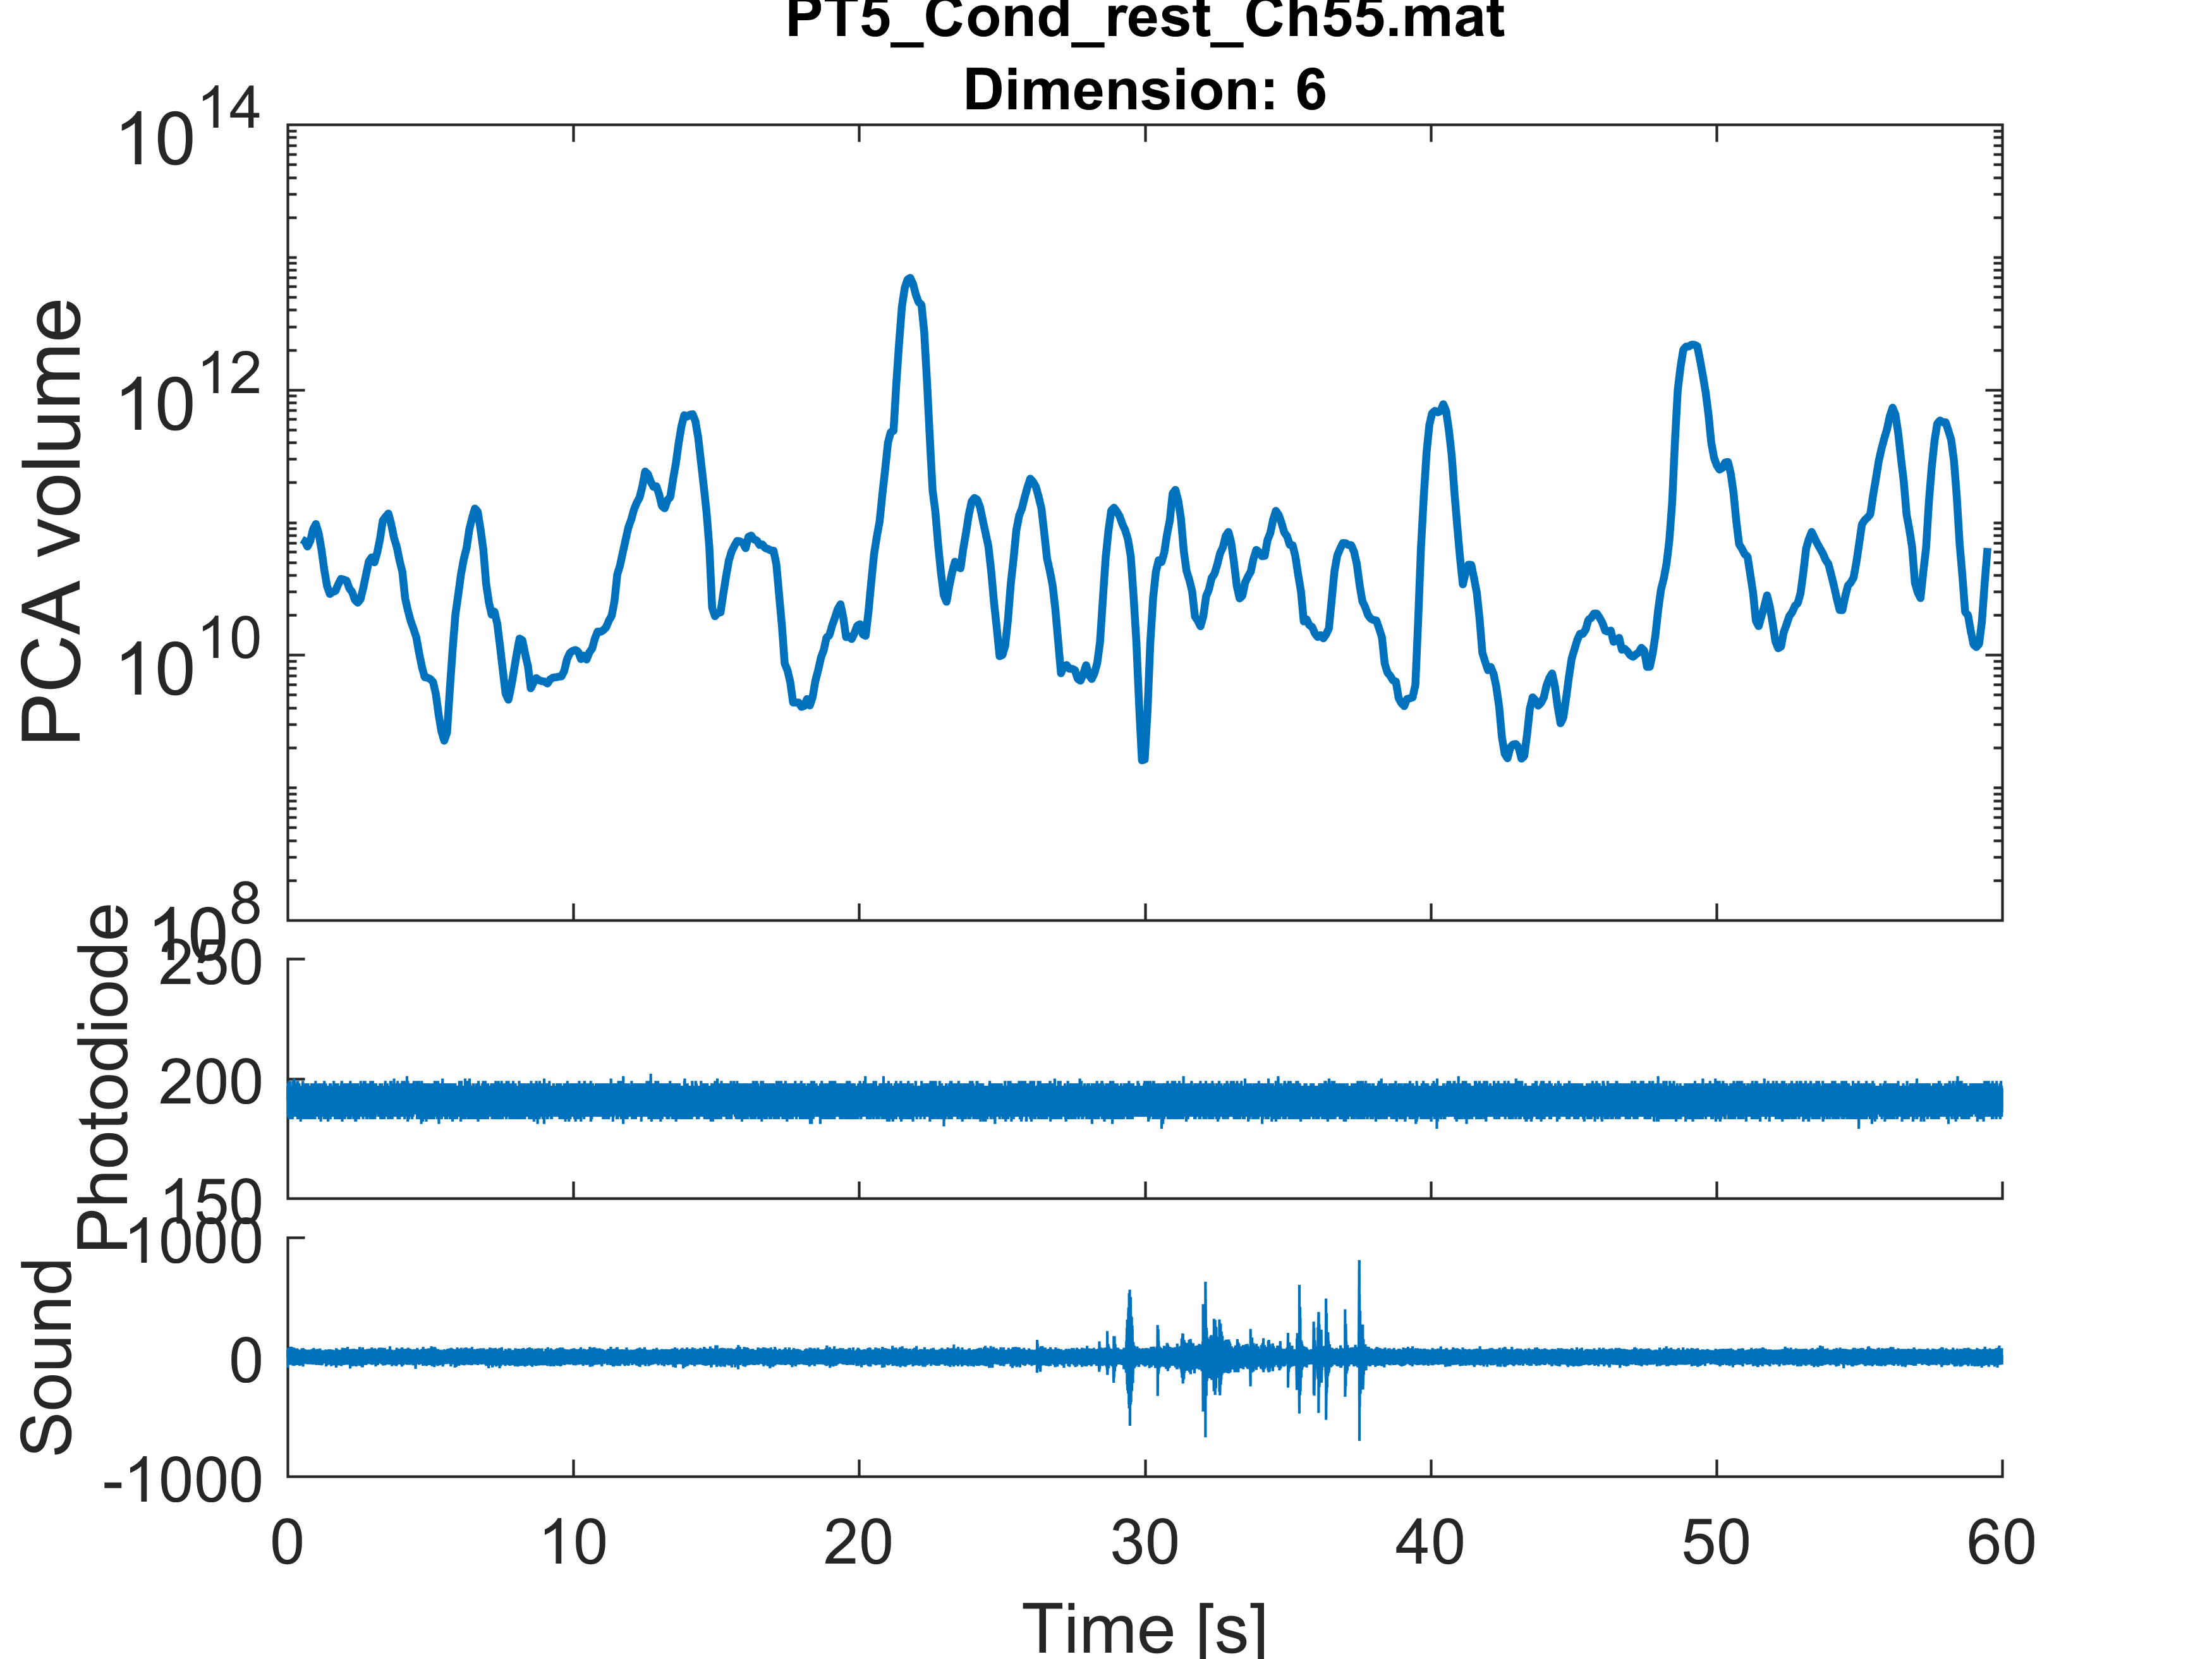 PT5_Cond_rest_Ch55.mat
Dimension: 6
PCA volume
10^14
10^12
10^10
10^8
Photodiode
250
200
150
Sound
1000
0
-1000
0 10 20 30 40 50 60
Time [s]